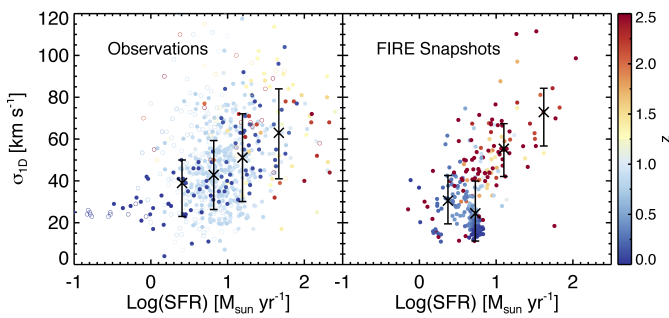 120
100
80
60
40
20
0
σ1D [km s-1]
Observations
FIRE Snapshots
-1 0 1 2 -1 0 1 2
Log(SFR) [Msun yr-1]
Log(SFR) [Msun yr-1]
2.5
2.0
1.5
1.0
0.5
0.0
z